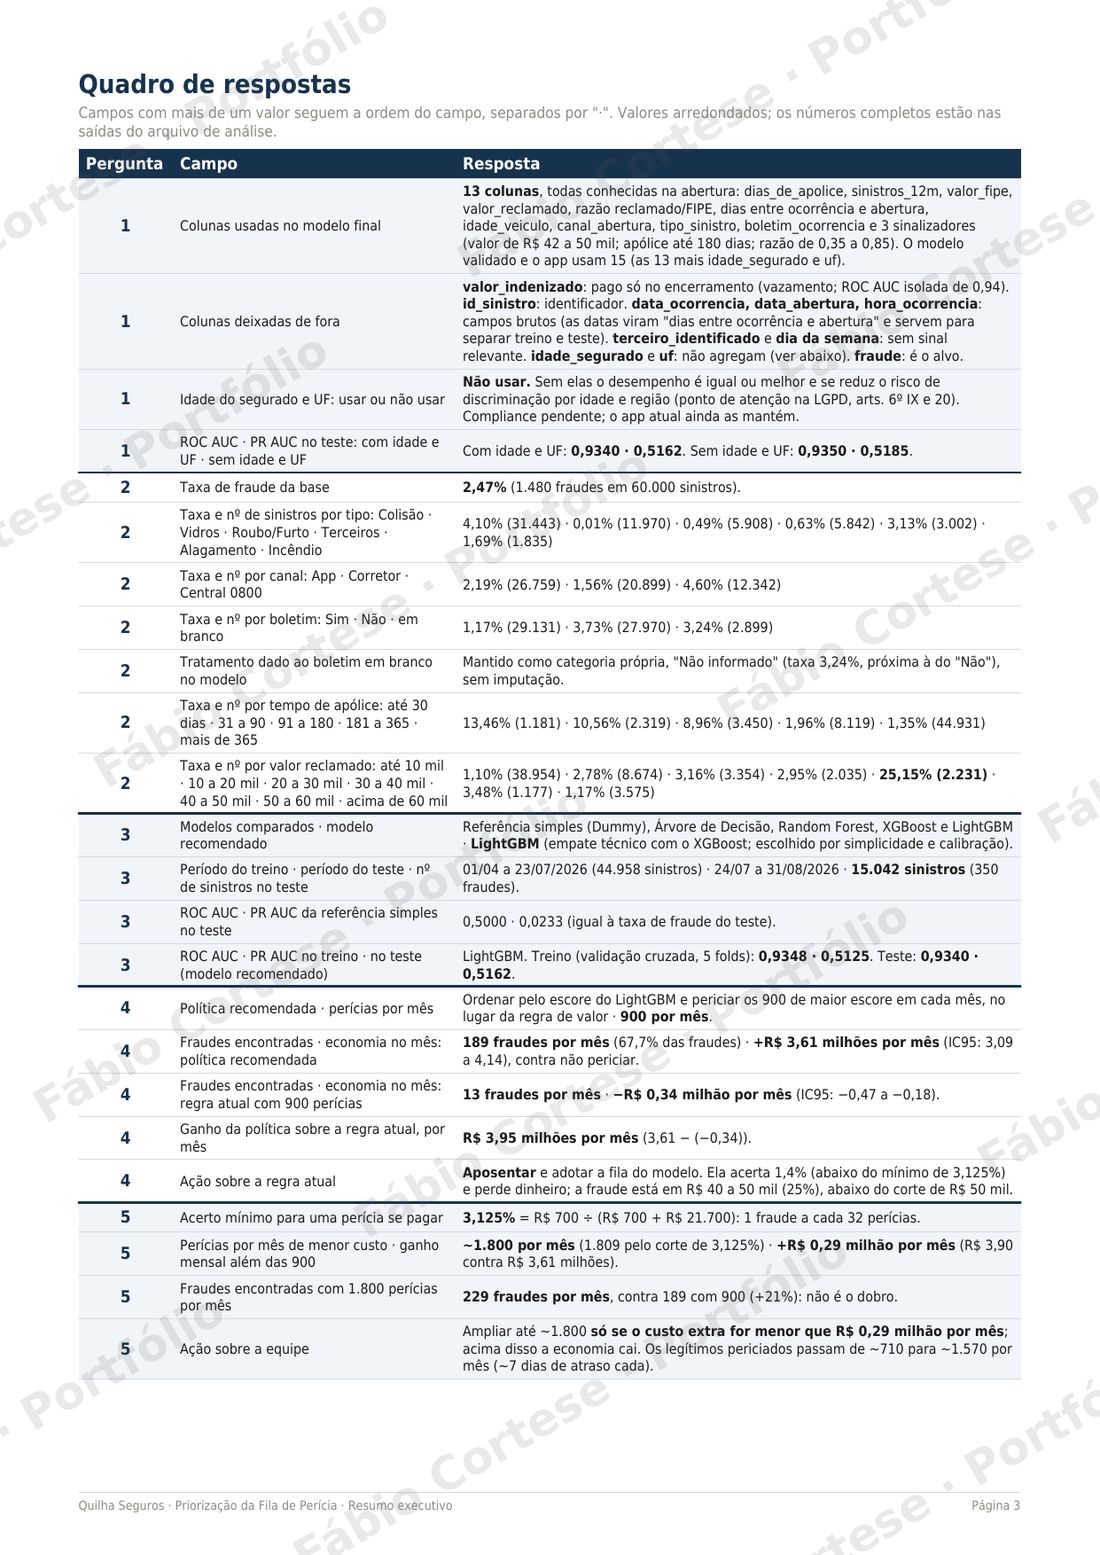 Quadro de respostas
Campos com mais de um valor seguem a ordem do campo, separados por "·". Valores arredondados; os números completos estão nas
saídas do arquivo de análise.
Pergunta Campo Resposta
1 Colunas usadas no modelo final
13 colunas, todas conhecidas na abertura: dias_de_apolice, sinistros_12m, valor_fipe,
valor_reclamado, razão reclamado/FIPE, dias entre ocorrência e abertura,
idade_veiculo, canal_abertura, tipo_sinistro, boletim_ocorrencia e 3 sinalizadores
(valor de R$ 42 a 50 mil; apólice até 180 dias; razão de 0,35 a 0,85). O modelo
validado e o app usam 15 (as 13 mais idade_segurado e uf).
1 Colunas deixadas de fora
valor_indenizado: pago só no encerramento (vazamento; ROC AUC isolada de 0,94).
id_sinistro: identificador. data_ocorrencia, data_abertura, hora_ocorrencia:
campos brutos (as datas viram "dias entre ocorrência e abertura" e servem para
separar treino e teste). terceiro_identificado e dia da semana: sem sinal
relevante. idade_segurado e uf: não agregam (ver abaixo). fraude: é o alvo.
1 Idade do segurado e UF: usar ou não usar
Não usar. Sem elas o desempenho é igual ou melhor e se reduz o risco de
discriminação por idade e região (ponto de atenção na LGPD, arts. 6º IX e 20).
Compliance pendente; o app atual ainda as mantém.
1 ROC AUC · PR AUC no teste: com idade e
UF · sem idade e UF
Com idade e UF: 0,9340 · 0,5162. Sem idade e UF: 0,9350 · 0,5185.
2 Taxa de fraude da base
2,47% (1.480 fraudes em 60.000 sinistros).
2 Taxa e nº de sinistros por tipo: Colisão ·
Vidros · Roubo/Furto · Terceiros ·
Alagamento · Incêndio
4,10% (31.443) · 0,01% (11.970) · 0,49% (5.908) · 0,63% (5.842) · 3,13% (3.002) ·
1,69% (1.835)
2 Taxa e nº por canal: App · Corretor ·
Central 0800
2,19% (26.759) · 1,56% (20.899) · 4,60% (12.342)
2 Taxa e nº por boletim: Sim · Não · em
branco
1,17% (29.131) · 3,73% (27.970) · 3,24% (2.899)
2 Tratamento dado ao boletim em branco
no modelo
Mantido como categoria própria, "Não informado" (taxa 3,24%, próxima à do "Não"),
sem imputação.
2 Taxa e nº por tempo de apólice: até 30
dias · 31 a 90 · 91 a 180 · 181 a 365 ·
mais de 365
13,46% (1.181) · 10,56% (2.319) · 8,96% (3.450) · 1,96% (8.119) · 1,35% (44.931)
2 Taxa e nº por valor reclamado: até 10 mil
· 10 a 20 mil · 20 a 30 mil · 30 a 40 mil ·
40 a 50 mil · 50 a 60 mil · acima de 60 mil
1,10% (38.954) · 2,78% (8.674) · 3,16% (3.354) · 2,95% (2.035) · 25,15% (2.231) ·
3,48% (1.177) · 1,17% (3.575)
3 Modelos comparados · modelo
recomendado
Referência simples (Dummy), Árvore de Decisão, Random Forest, XGBoost e LightGBM
· LightGBM (empate técnico com o XGBoost; escolhido por simplicidade e calibração).
3 Período do treino · período do teste · nº
de sinistros no teste
01/04 a 23/07/2026 (44.958 sinistros) · 24/07 a 31/08/2026 · 15.042 sinistros (350
fraudes).
3 ROC AUC · PR AUC da referência simples
no teste
0,5000 · 0,0233 (igual à taxa de fraude do teste).
3 ROC AUC · PR AUC no treino · no teste
(modelo recomendado)
LightGBM. Treino (validação cruzada, 5 folds): 0,9348 · 0,5125. Teste: 0,9340 ·
0,5162.
4 Política recomendada · perícias por mês
Ordenar pelo escore do LightGBM e periciar os 900 de maior escore em cada mês, no
lugar da regra de valor · 900 por mês.
4 Fraudes encontradas · economia no mês:
política recomendada
189 fraudes por mês (67,7% das fraudes) · +R$ 3,61 milhões por mês (IC95: 3,09
a 4,14), contra não periciar.
4 Fraudes encontradas · economia no mês:
regra atual com 900 perícias
13 fraudes por mês · −R$ 0,34 milhão por mês (IC95: −0,47 a −0,18).
4 Ganho da política sobre a regra atual, por
mês
R$ 3,95 milhões por mês (3,61 − (−0,34)).
4 Ação sobre a regra atual
Aposentar e adotar a fila do modelo. Ela acerta 1,4% (abaixo do mínimo de 3,125%)
e perde dinheiro; a fraude está em R$ 40 a 50 mil (25%), abaixo do corte de R$ 50 mil.
5 Acerto mínimo para uma perícia se pagar
3,125% = R$ 700 ÷ (R$ 700 + R$ 21.700): 1 fraude a cada 32 perícias.
5 Perícias por mês de menor custo · ganho
mensal além das 900
~1.800 por mês (1.809 pelo corte de 3,125%) · +R$ 0,29 milhão por mês (R$ 3,90
contra R$ 3,61 milhões).
5 Fraudes encontradas com 1.800 perícias
por mês
229 fraudes por mês, contra 189 com 900 (+21%): não é o dobro.
5 Ação sobre a equipe
Ampliar até ~1.800 só se o custo extra for menor que R$ 0,29 milhão por mês;
acima disso a economia cai. Os legítimos periciados passam de ~710 para ~1.570 por
mês (~7 dias de atraso cada).
Quilha Seguros · Priorização da Fila de Perícia · Resumo executivo Página 3
Fábio Cortese · Portfólio